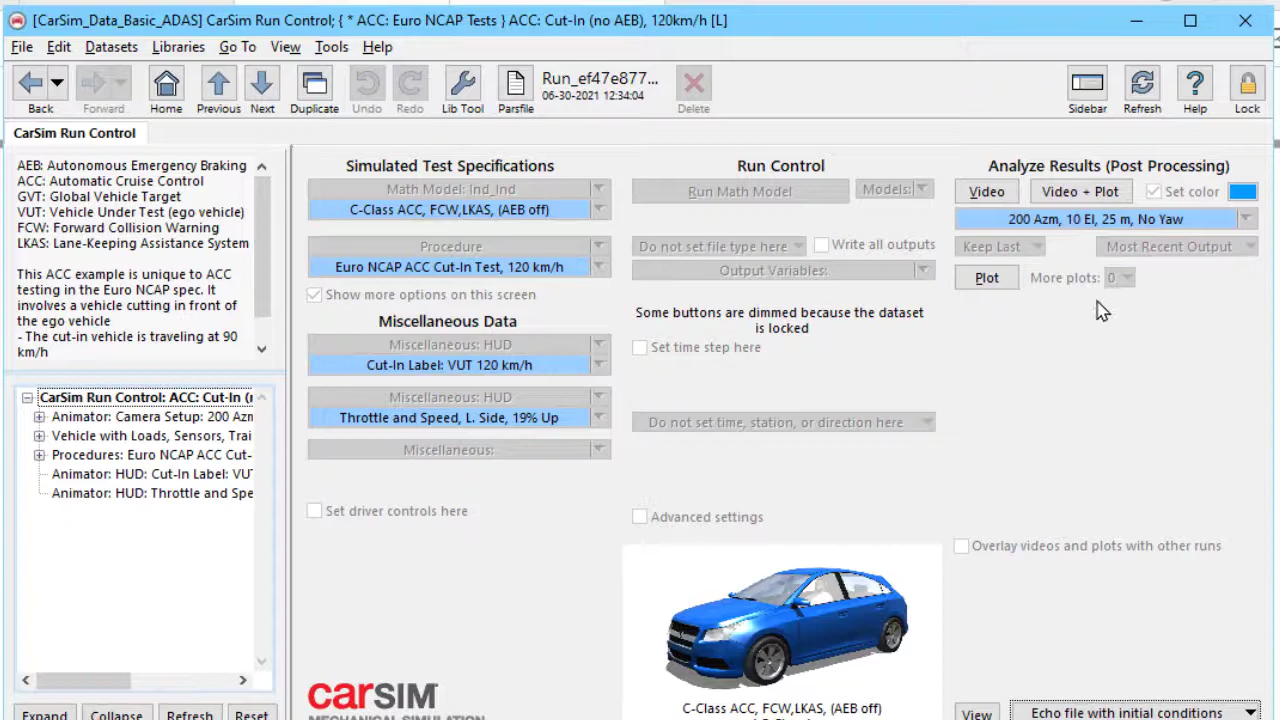 [CarSim_Data_Basic_ADAS] CarSim Run Control; { * ACC: Euro NCAP Tests } ACC: Cut-In (no AEB), 120km/h [L]
File Edit Datasets Libraries Go To View Tools Help
Back Forward Home Previous Next Duplicate Undo Redo Lib Tool Parsfile
Run_ef47e877...
06-30-2021 12:34:04
Delete Sidebar Refresh Help Lock
CarSim Run Control
AEB: Autonomous Emergency Braking
ACC: Automatic Cruise Control
GVT: Global Vehicle Target
VUT: Vehicle Under Test (ego vehicle)
FCW: Forward Collision Warning
LKAS: Lane-Keeping Assistance System
This ACC example is unique to ACC
testing in the Euro NCAP spec. It
involves a vehicle cutting in front of
the ego vehicle
- The cut-in vehicle is traveling at 90
km/h
CarSim Run Control: ACC: Cut-In (
Animator: Camera Setup: 200 Azn
Vehicle with Loads, Sensors, Trai
Procedures: Euro NCAP ACC Cut-
Animator: HUD: Cut-In Label: VU
Animator: HUD: Throttle and Spe
Expand Collapse Refresh Reset
Simulated Test Specifications
Math Model: Ind_Ind
C-Class ACC, FCW,LKAS, (AEB off)
Procedure
Euro NCAP ACC Cut-In Test, 120 km/h
Show more options on this screen
Miscellaneous Data
Miscellaneous: HUD
Cut-In Label: VUT 120 km/h
Miscellaneous: HUD
Throttle and Speed, L. Side, 19% Up
Miscellaneous:
Set driver controls here
carSIM
MECHANICAL SIMULATION
Run Control
Run Math Model Models:
Do not set file type here Write all outputs
Output Variables:
Some buttons are dimmed because the dataset
is locked
Set time step here
Do not set time, station, or direction here
Advanced settings
C-Class ACC, FCW,LKAS, (AEB off)
Analyze Results (Post Processing)
Video Video + Plot Set color
200 Azm, 10 El, 25 m, No Yaw
Keep Last Most Recent Output
Plot More plots: 0
Overlay videos and plots with other runs
View Echo file with initial conditions